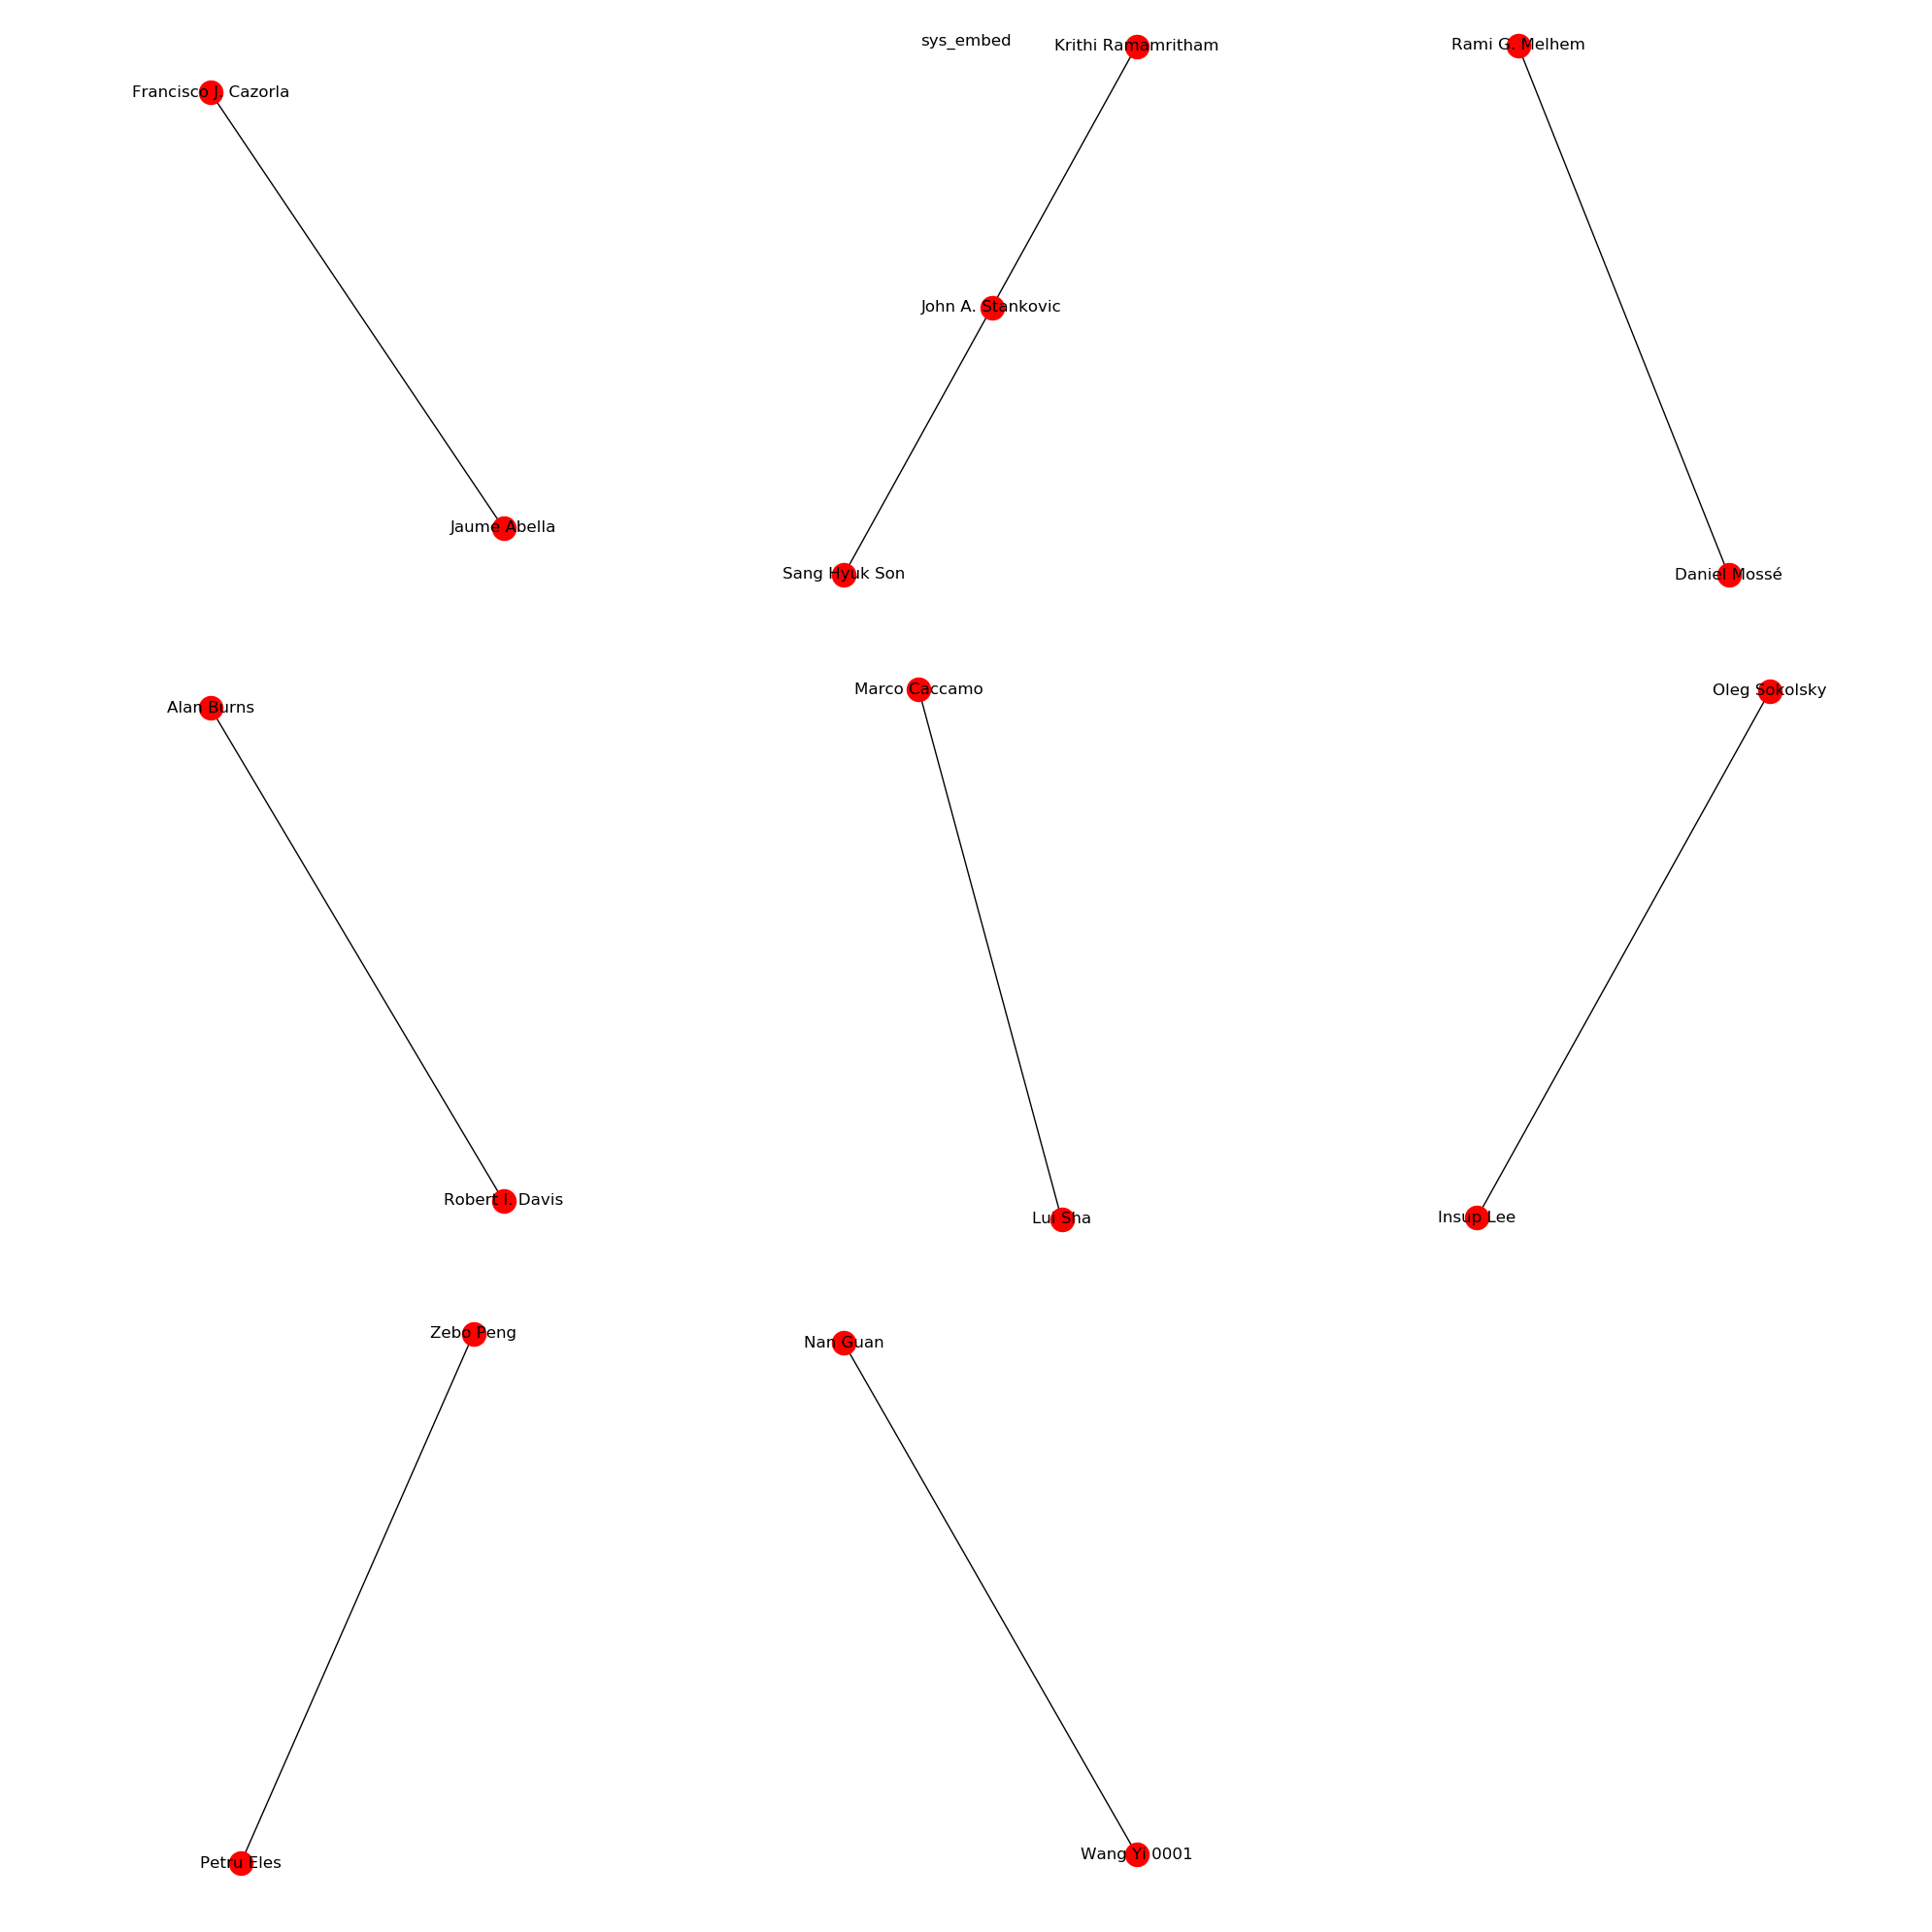 sys_embed
Krithi Ramamritham
Rami G. Melhem
Francisco J. Cazorla
John A. Stankovic
Jaume Abella
Sang Hyuk Son
Daniel Mossé
Marco Caccamo
Oleg Sokolsky
Alan Burns
Robert I. Davis
Lui Sha
Insup Lee
Zebo Peng
Nan Guan
Wang Yi 0001
Petru Eles